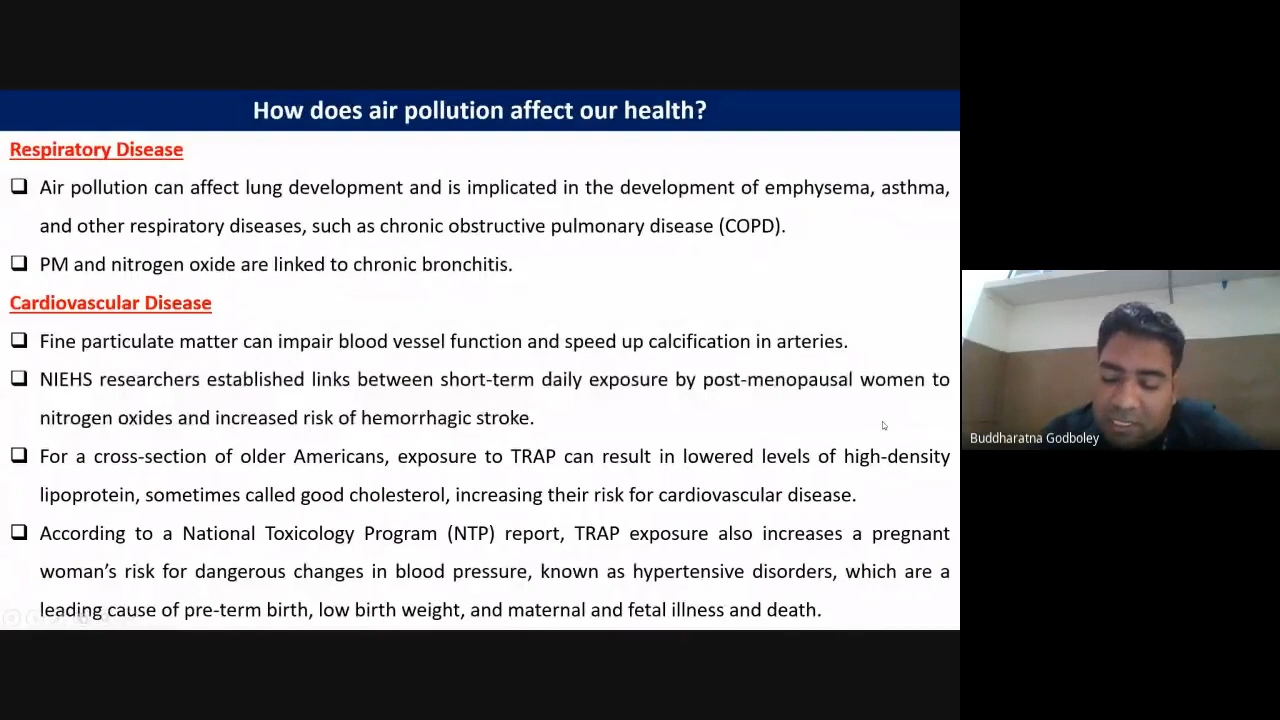 How does air pollution affect our health?
Respiratory Disease
Air pollution can affect lung development and is implicated in the development of emphysema, asthma,
and other respiratory diseases, such as chronic obstructive pulmonary disease (COPD).
PM and nitrogen oxide are linked to chronic bronchitis.
Cardiovascular Disease
Fine particulate matter can impair blood vessel function and speed up calcification in arteries.
NIEHS researchers established links between short-term daily exposure by post-menopausal women to
nitrogen oxides and increased risk of hemorrhagic stroke.
For a cross-section of older Americans, exposure to TRAP can result in lowered levels of high-density
lipoprotein, sometimes called good cholesterol, increasing their risk for cardiovascular disease.
According to a National Toxicology Program (NTP) report, TRAP exposure also increases a pregnant
woman’s risk for dangerous changes in blood pressure, known as hypertensive disorders, which are a
leading cause of pre-term birth, low birth weight, and maternal and fetal illness and death.
Buddharatna Godboley